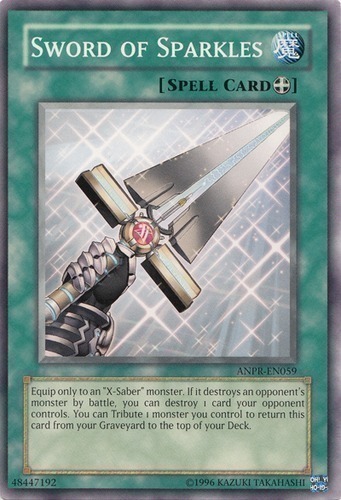 SWORD OF SPARKLES 魔
[SPELL CARD]
ANPR-EN059
Equip only to an "X-Saber" monster. If it destroys an opponent's
monster by battle, you can destroy 1 card your opponent
controls. You can Tribute 1 monster you control to return this
card from your Graveyard to the top of your Deck.
48447192 ©1996 KAZUKI TAKAHASHI